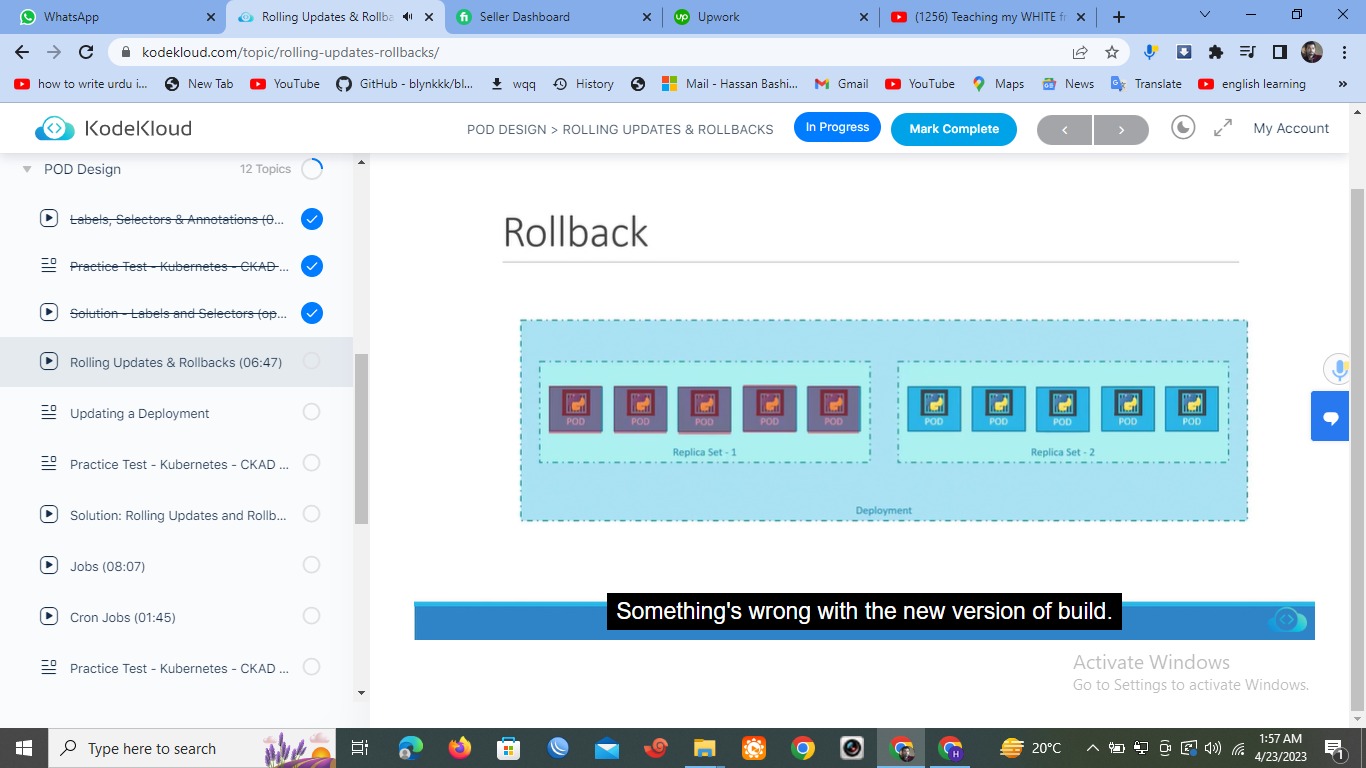 WhatsApp
Rolling Updates & Rollba
Seller Dashboard
Upwork
(1256) Teaching my WHITE fr
kodekloud.com/topic/rolling-updates-rollbacks/
how to write urdu i...
New Tab
YouTube
GitHub - blynkkk/bl...
wqq
History
Mail - Hassan Bashi...
Gmail
YouTube
Maps
News
Translate
english learning
»
KodeKloud
POD DESIGN > ROLLING UPDATES & ROLLBACKS
In Progress
Mark Complete
My Account
POD Design
12 Topics
Labels, Selectors & Annotations (0...
Practice Test - Kubernetes - CKAD ...
Solution - Labels and Selectors (op...
Rolling Updates & Rollbacks (06:47)
Updating a Deployment
Practice Test - Kubernetes - CKAD ...
Solution: Rolling Updates and Rollb...
Jobs (08:07)
Cron Jobs (01:45)
Practice Test - Kubernetes - CKAD ...
Rollback
POD POD POD POD POD
Replica Set - 1
POD POD POD POD POD
Replica Set - 2
Deployment
Something's wrong with the new version of build.
Activate Windows
Go to Settings to activate Windows.
Type here to search
20°C
1:57 AM
4/23/2023